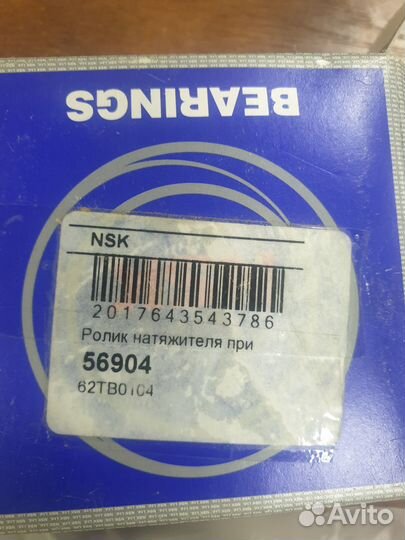 BEARINGS
NSK
2017643543786
Ролик натяжителя при
56904
62TB0104
Avito